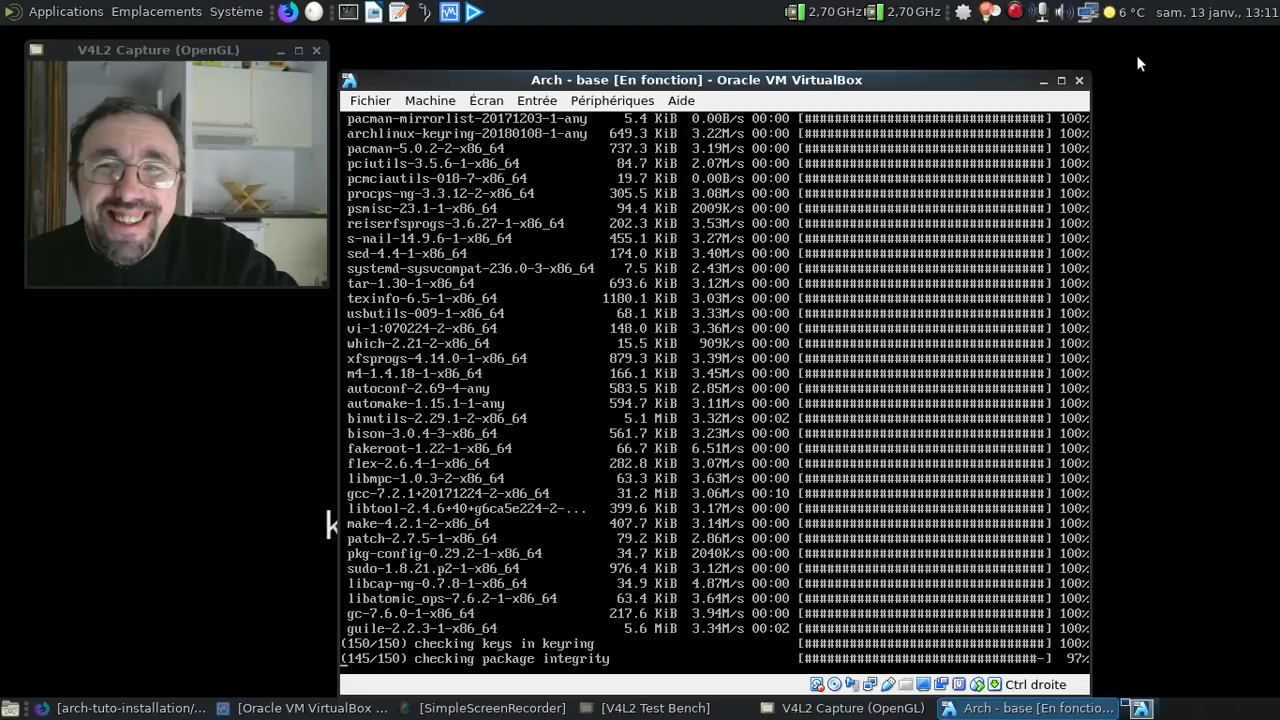 Applications Emplacements Système 2,70 GHz 2,70 GHz 6 °C sam. 13 janv., 13:11
V4L2 Capture (OpenGL)
Arch - base [En fonction] - Oracle VM VirtualBox
Fichier Machine Écran Entrée Périphériques Aide
pacman-mirrorlist-20171203-1-any 5.4 KiB 0.00B/s 00:00 [################################] 100%
archlinux-keyring-20180108-1-any 649.3 KiB 3.22M/s 00:00 [################################] 100%
pacman-5.0.2-2-x86_64 737.3 KiB 3.19M/s 00:00 [################################] 100%
pciutils-3.5.6-1-x86_64 84.7 KiB 2.07M/s 00:00 [################################] 100%
pcmciautils-018-7-x86_64 19.7 KiB 0.00B/s 00:00 [################################] 100%
procps-ng-3.3.12-2-x86_64 305.5 KiB 3.08M/s 00:00 [################################] 100%
psmisc-23.1-1-x86_64 94.4 KiB 2009K/s 00:00 [################################] 100%
reiserfsprogs-3.6.27-1-x86_64 202.3 KiB 3.53M/s 00:00 [################################] 100%
s-nail-14.9.6-1-x86_64 455.1 KiB 3.27M/s 00:00 [################################] 100%
sed-4.4-1-x86_64 174.0 KiB 3.40M/s 00:00 [################################] 100%
systemd-sysvcompat-236.0-3-x86_64 7.5 KiB 2.43M/s 00:00 [################################] 100%
tar-1.30-1-x86_64 693.6 KiB 3.12M/s 00:00 [################################] 100%
texinfo-6.5-1-x86_64 1180.1 KiB 3.03M/s 00:00 [################################] 100%
usbutils-009-1-x86_64 68.1 KiB 3.33M/s 00:00 [################################] 100%
vi-1:070224-2-x86_64 148.0 KiB 3.36M/s 00:00 [################################] 100%
which-2.21-2-x86_64 15.5 KiB 909K/s 00:00 [################################] 100%
xfsprogs-4.14.0-1-x86_64 879.3 KiB 3.39M/s 00:00 [################################] 100%
m4-1.4.18-1-x86_64 166.1 KiB 3.45M/s 00:00 [################################] 100%
autoconf-2.69-4-any 583.5 KiB 2.85M/s 00:00 [################################] 100%
automake-1.15.1-1-any 594.7 KiB 3.11M/s 00:00 [################################] 100%
binutils-2.29.1-2-x86_64 5.1 MiB 3.32M/s 00:02 [################################] 100%
bison-3.0.4-3-x86_64 561.7 KiB 3.23M/s 00:00 [################################] 100%
fakeroot-1.22-1-x86_64 66.7 KiB 6.51M/s 00:00 [################################] 100%
flex-2.6.4-1-x86_64 282.8 KiB 3.07M/s 00:00 [################################] 100%
libmpc-1.0.3-2-x86_64 63.3 KiB 3.63M/s 00:00 [################################] 100%
gcc-7.2.1+20171224-2-x86_64 31.2 MiB 3.06M/s 00:10 [################################] 100%
libtool-2.4.6+40+g6ca5e224-2-... 399.6 KiB 3.17M/s 00:00 [################################] 100%
make-4.2.1-2-x86_64 407.7 KiB 3.14M/s 00:00 [################################] 100%
patch-2.7.5-1-x86_64 79.2 KiB 2.86M/s 00:00 [################################] 100%
pkg-config-0.29.2-1-x86_64 34.7 KiB 2040K/s 00:00 [################################] 100%
sudo-1.8.21.p2-1-x86_64 976.4 KiB 3.12M/s 00:00 [################################] 100%
libcap-ng-0.7.8-1-x86_64 34.9 KiB 4.87M/s 00:00 [################################] 100%
libatomic_ops-7.6.2-1-x86_64 63.4 KiB 3.64M/s 00:00 [################################] 100%
gc-7.6.0-1-x86_64 217.6 KiB 3.94M/s 00:00 [################################] 100%
guile-2.2.3-1-x86_64 5.6 MiB 3.34M/s 00:02 [################################] 100%
(150/150) checking keys in keyring [################################] 100%
(145/150) checking package integrity [###############################-] 97%
Ctrl droite
[arch-tuto-installation/... [Oracle VM VirtualBox ... [SimpleScreenRecorder] [V4L2 Test Bench] V4L2 Capture (OpenGL) Arch - base [En fonctio...